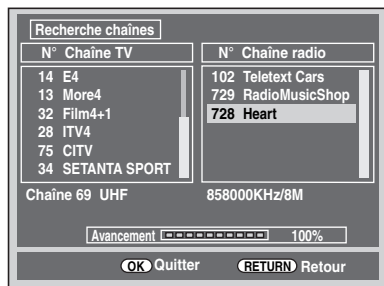 Recherche chaînes
N° Chaîne TV
14 E4
13 More4
32 Film4+1
28 ITV4
75 CITV
34 SETANTA SPORT
N° Chaîne radio
102 Teletext Cars
729 RadioMusicShop
728 Heart
Chaîne 69 UHF 858000KHz/8M
Avancement 100%
OK Quitter RETURN Retour